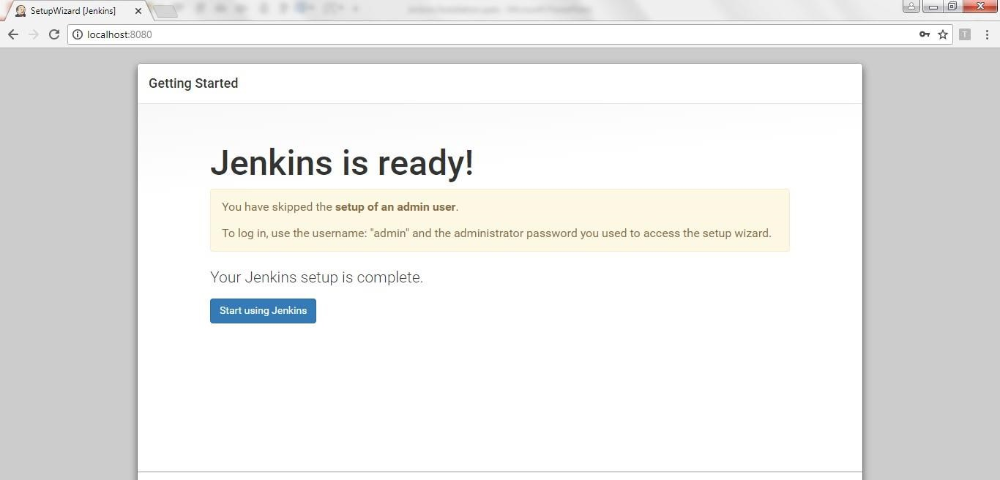 SetupWizard [Jenkins]
localhost:8080
T
Getting Started
Jenkins is ready!
You have skipped the setup of an admin user.
To log in, use the username: "admin" and the administrator password you used to access the setup wizard.
Your Jenkins setup is complete.
Start using Jenkins